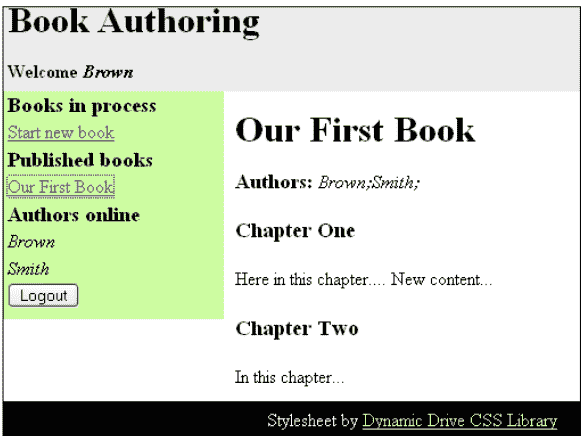 Book Authoring
Welcome Brown
Books in process
Start new book
Published books
Our First Book
Authors online
Brown
Smith
Logout
Our First Book
Authors: Brown;Smith;
Chapter One
Here in this chapter.... New content...
Chapter Two
In this chapter...
Stylesheet by Dynamic Drive CSS Library